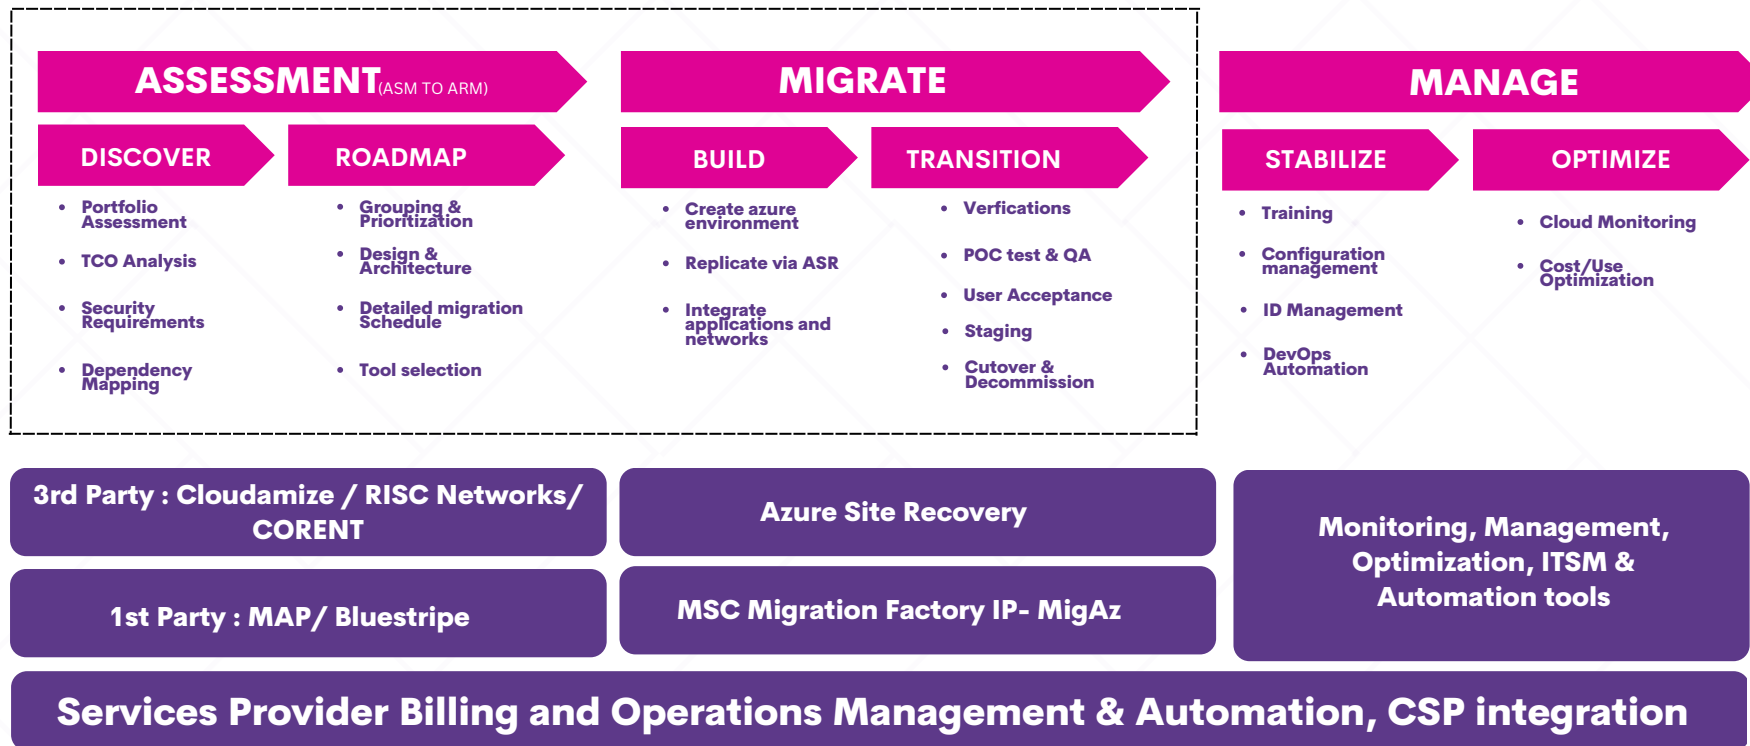 ASSESSMENT(ASM TO ARM)
DISCOVER
Portfolio
Assessment
TCO Analysis
Security
Requirements
Dependency
Mapping
ROADMAP
Grouping &
Prioritization
Design &
Architecture
Detailed migration
Schedule
Tool selection
MIGRATE
BUILD
Create azure
environment
Replicate via ASR
Integrate
applications and
networks
TRANSITION
Verfications
POC test & QA
User Acceptance
Staging
Cutover &
Decommission
MANAGE
STABILIZE
Training
Configuration
management
ID Management
DevOps
Automation
OPTIMIZE
Cloud Monitoring
Cost/Use
Optimization
3rd Party : Cloudamize / RISC Networks/
CORENT
1st Party : MAP/ Bluestripe
Azure Site Recovery
MSC Migration Factory IP- MigAz
Monitoring, Management,
Optimization, ITSM &
Automation tools
Services Provider Billing and Operations Management & Automation, CSP integration